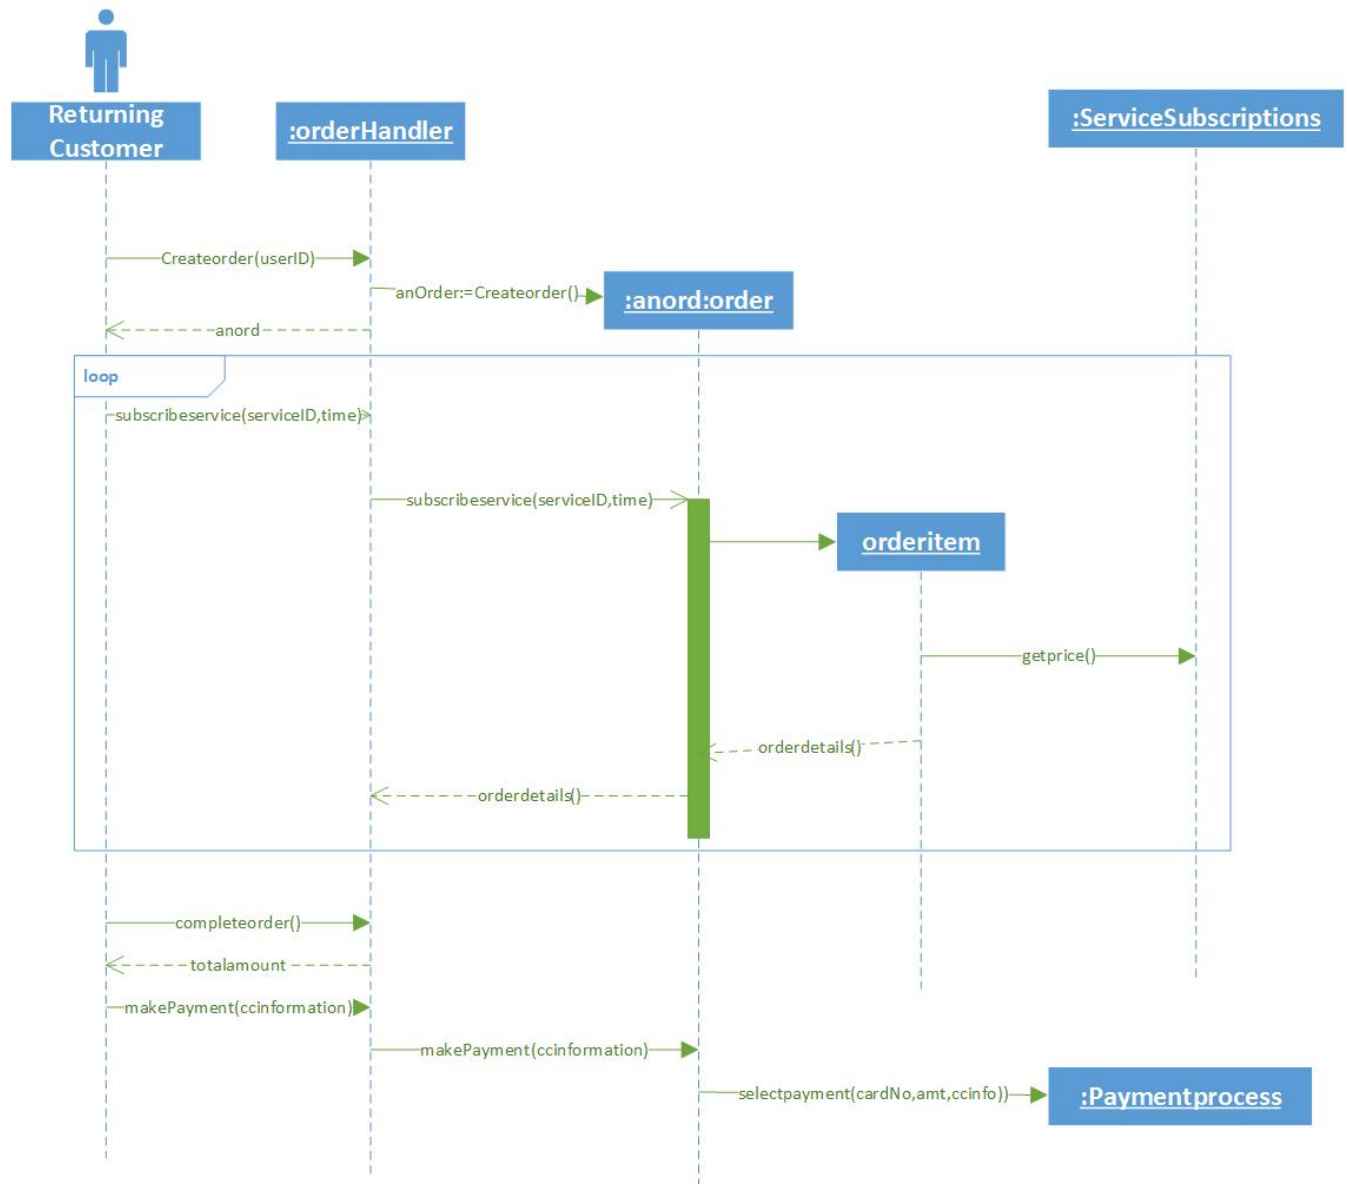 Returning
Customer
:orderHandler
:ServiceSubscriptions
Createorder(userID)
anOrder:=Createorder()
:anord:order
anord
loop
subscribeservice(serviceID,time)
subscribeservice(serviceID,time)
orderitem
getprice()
orderdetails()
orderdetails()
completeorder()
totalamount
makePayment(ccinformation)
makePayment(ccinformation)
selectpayment(cardNo,amt,ccinfo))
:Paymentprocess